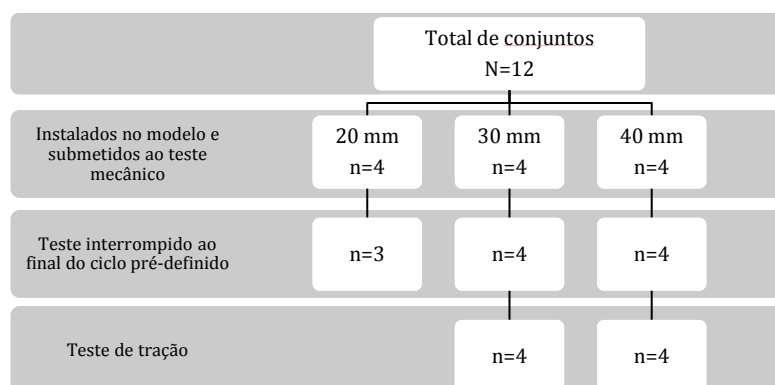 Total de conjuntos
N=12
Instalados no modelo e
submetidos ao teste
mecânico
20 mm
n=4
30 mm
n=4
40 mm
n=4
Teste interrompido ao
final do ciclo pré-definido
n=3
n=4
n=4
Teste de tração
n=4
n=4